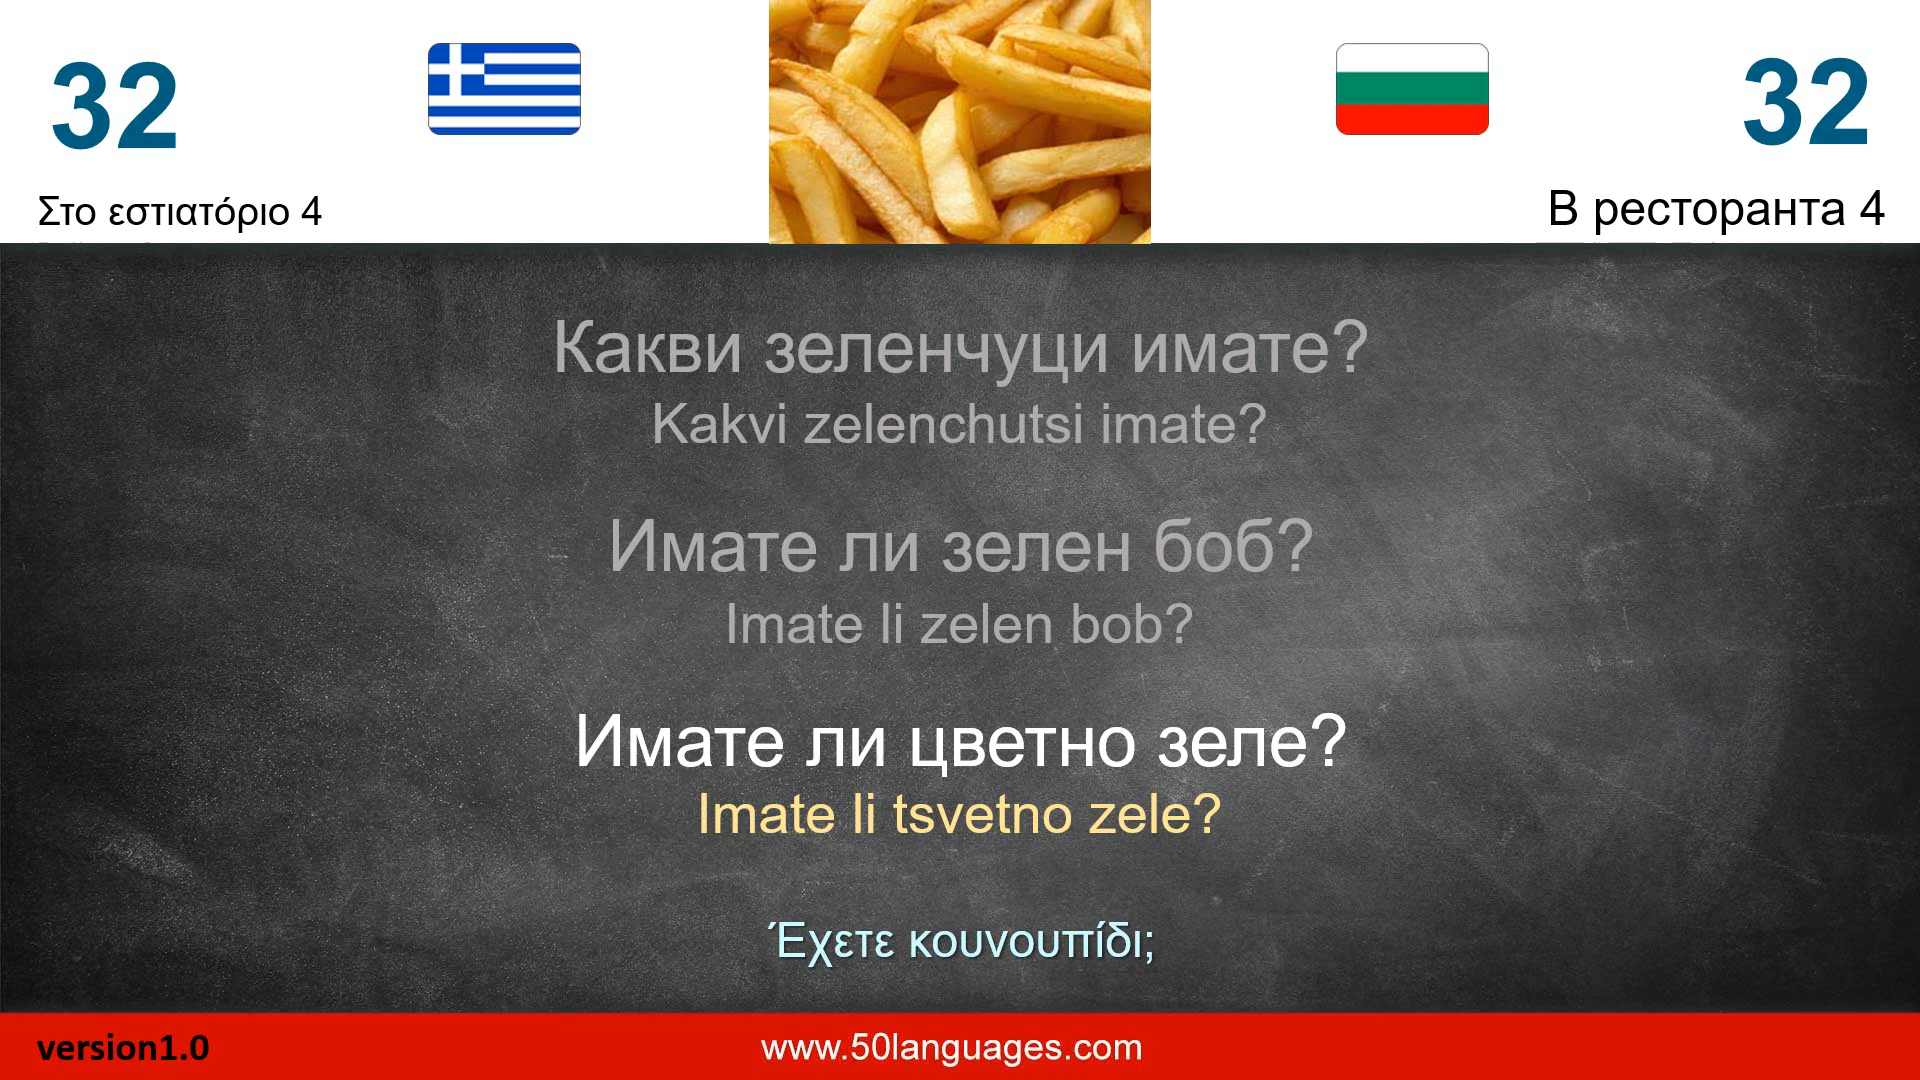 32
32
Στο εστιατόριο 4
В ресторанта 4
Какви зеленчуци имате?
Kakvi zelenchutsi imate?
Имате ли зелен боб?
Imate li zelen bob?
Имате ли цветно зеле?
Imate li tsvetno zele?
Έχετε κουνουπίδι;
version1.0
www.50languages.com